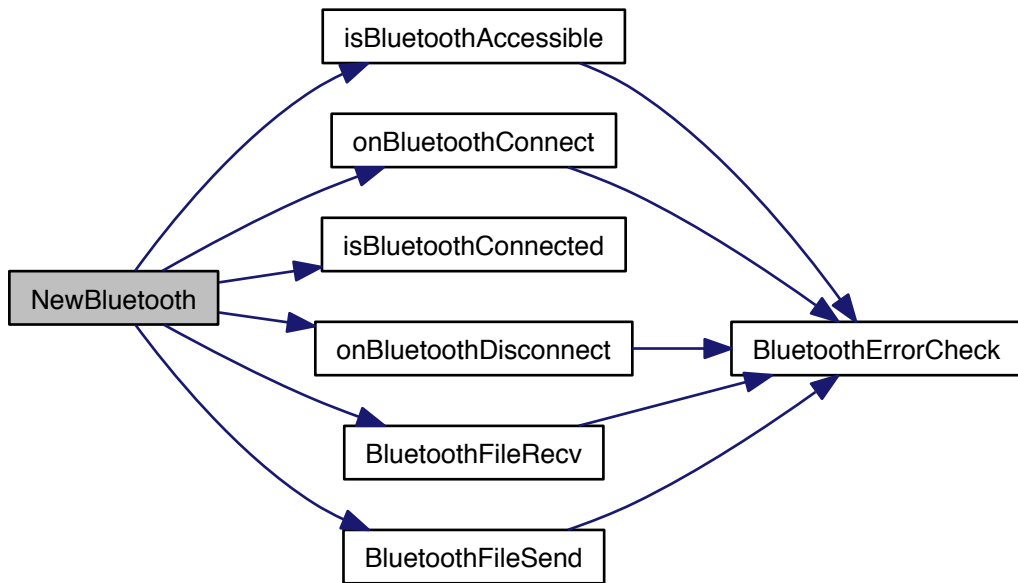 isBluetoothAccessible
onBluetoothConnect
isBluetoothConnected
NewBluetooth
onBluetoothDisconnect
BluetoothErrorCheck
BluetoothFileRecv
BluetoothFileSend